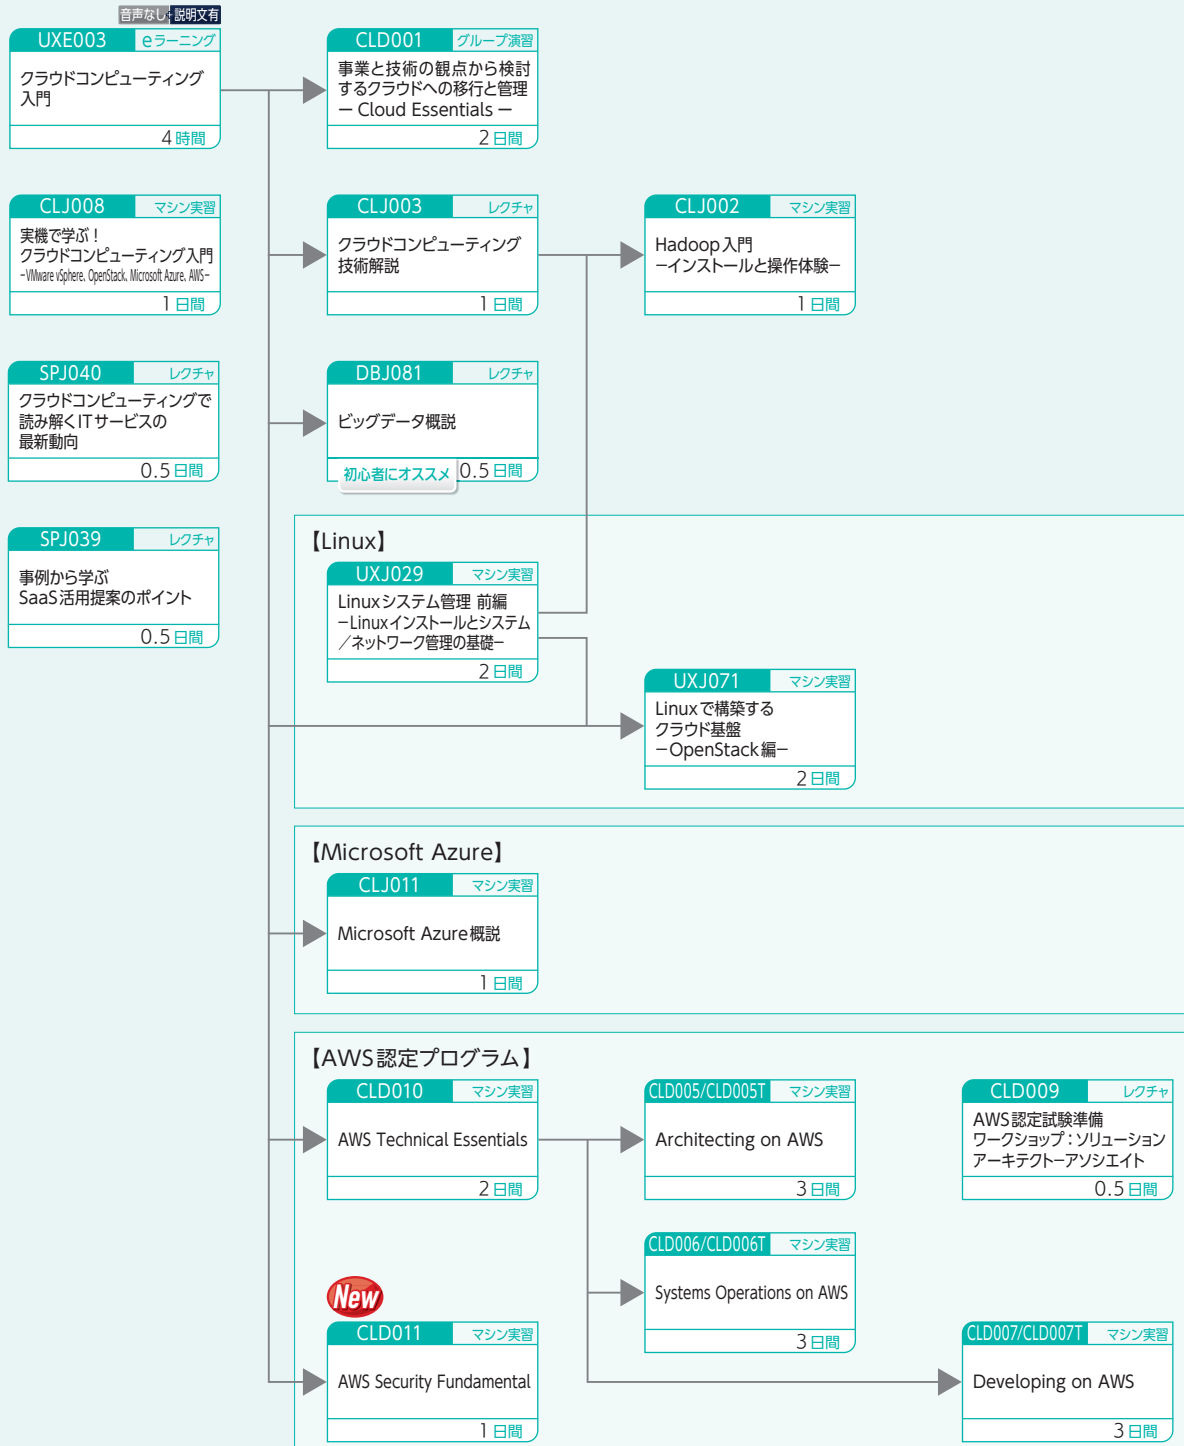 音声なし+説明文有
UXE003 eラーニング
クラウドコンピューティング
入門
4時間
CLD001 グループ演習
事業と技術の観点から検討
するクラウドへの移行と管理
− Cloud Essentials −
2日間
CLJ008 マシン実習
実機で学ぶ！
クラウドコンピューティング入門
−VMware vSphere、OpenStack、Microsoft Azure、AWS−
1日間
CLJ003 レクチャ
クラウドコンピューティング
技術解説
1日間
CLJ002 マシン実習
Hadoop入門
−インストールと操作体験−
1日間
SPJ040 レクチャ
クラウドコンピューティングで
読み解くITサービスの
最新動向
0.5日間
DBJ081 レクチャ
ビッグデータ概説
初心者にオススメ 0.5日間
SPJ039 レクチャ
事例から学ぶ
SaaS活用提案のポイント
0.5日間
【Linux】
UXJ029 マシン実習
Linuxシステム管理 前編
−Linuxインストールとシステム
／ネットワーク管理の基礎−
2日間
UXJ071 マシン実習
Linuxで構築する
クラウド基盤
−OpenStack編−
2日間
【Microsoft Azure】
CLJ011 マシン実習
Microsoft Azure概説
1日間
【AWS認定プログラム】
CLD010 マシン実習
AWS Technical Essentials
2日間
CLD005/CLD005T マシン実習
Architecting on AWS
3日間
CLD009 レクチャ
AWS認定試験準備
ワークショップ：ソリューション
アーキテクト−アソシエイト
0.5日間
CLD006/CLD006T マシン実習
Systems Operations on AWS
3日間
New
CLD011 マシン実習
AWS Security Fundamental
1日間
CLD007/CLD007T マシン実習
Developing on AWS
3日間